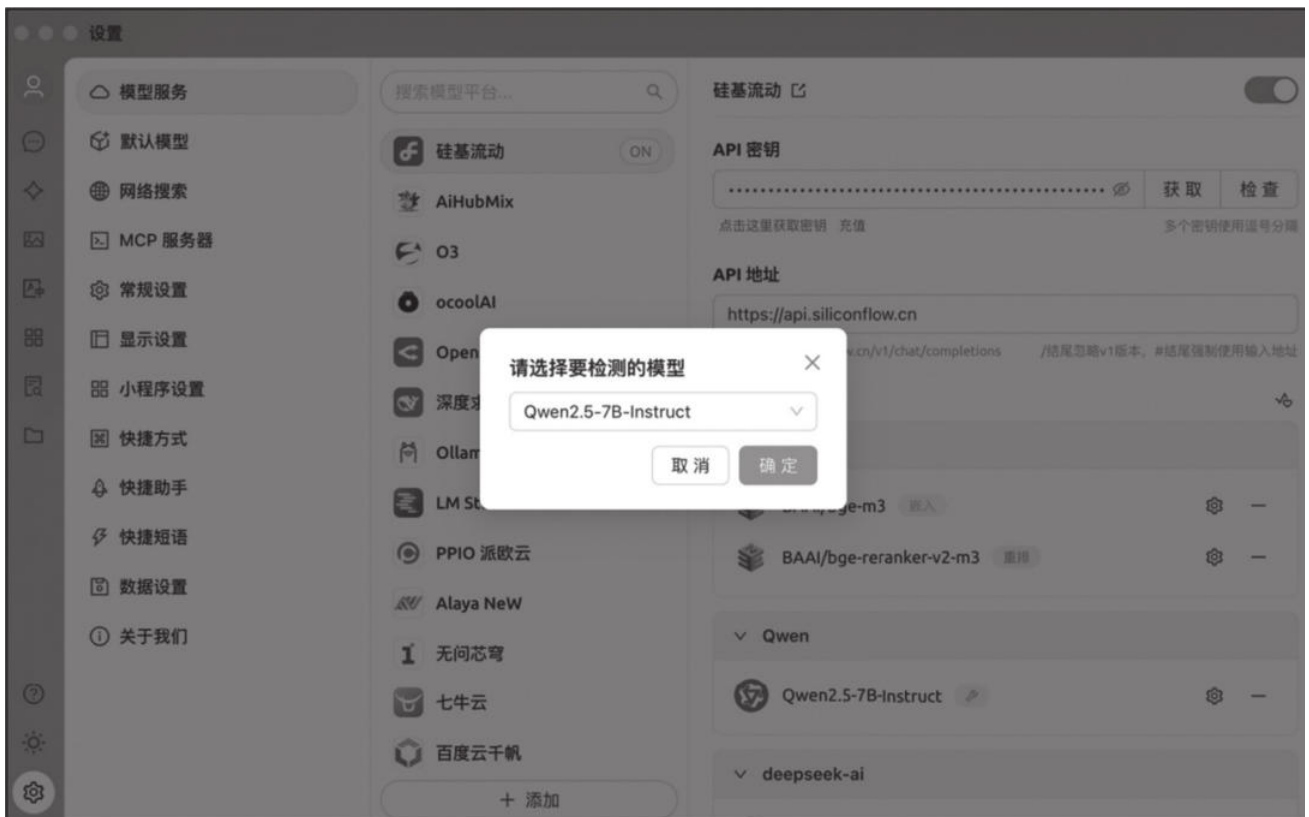 设置
模型服务
默认模型
网络搜索
MCP 服务器
常规设置
显示设置
小程序设置
快捷方式
快捷助手
快捷短语
数据设置
关于我们
搜索模型平台...
硅基流动 ON
AiHubMix
O3
ocoolAI
Open
深度求
Ollam
LM St
PPIO 派欧云
Alaya NeW
无问芯穹
七牛云
百度云千帆
+ 添加
硅基流动
API 密钥
获取 检查
点击这里获取密钥 充值 多个密钥使用逗号分隔
API 地址
https://api.siliconflow.cn
v.cn/v1/chat/completions /结尾忽略v1版本，#结尾强制使用输入地址
请选择要检测的模型
Qwen2.5-7B-Instruct
取消 确定
BAAI/bge-m3 嵌入
BAAI/bge-reranker-v2-m3 重排
Qwen
Qwen2.5-7B-Instruct
deepseek-ai